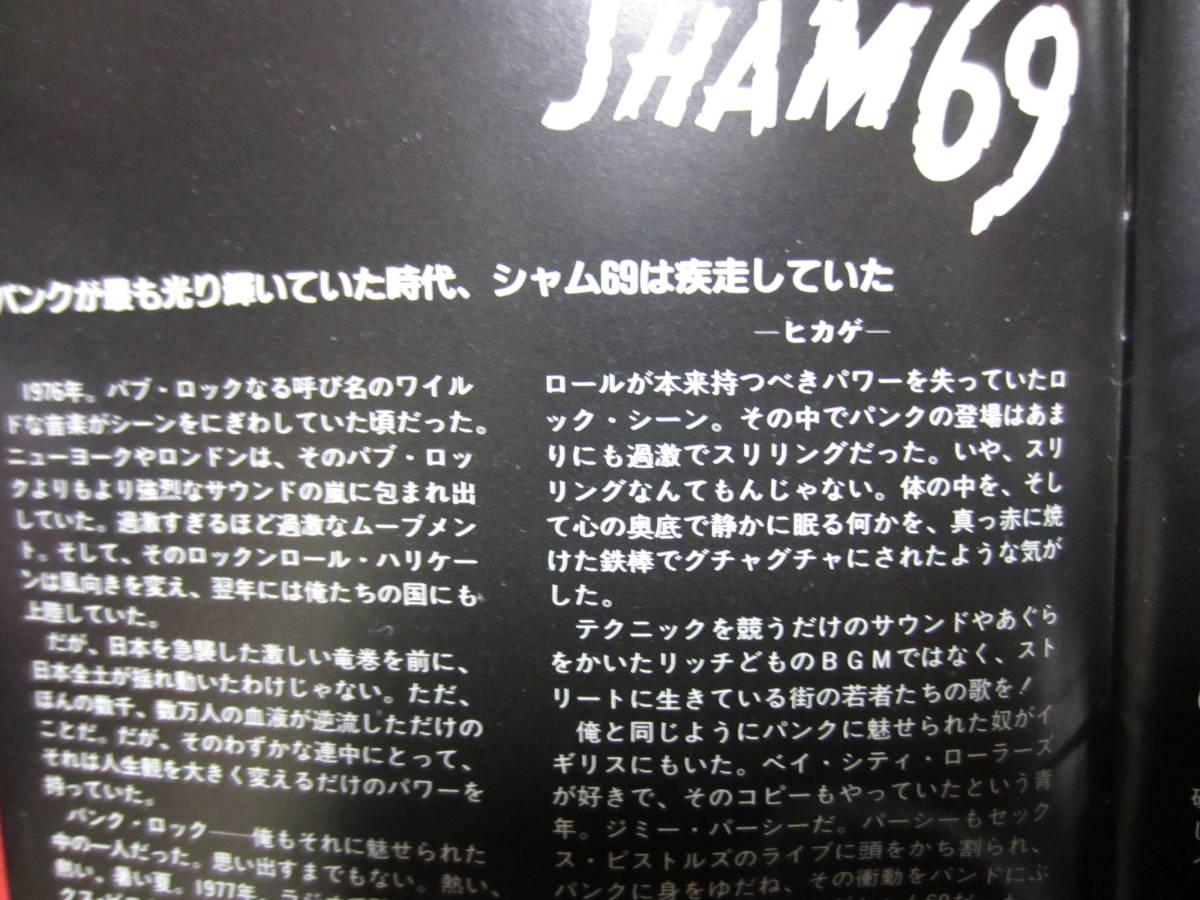 SHAM69
パンクが最も光り輝いていた時代、シャム69は疾走していた
―ヒカゲ―
1976年。パブ・ロックなる呼び名のワイル
ドな音楽がシーンをにぎわしていた頃だった。
ニューヨークやロンドンは、そのパブ・ロッ
クよりもより強烈なサウンドの嵐に包まれ出
していた。過激すぎるほど過激なムーブメン
ト。そして、そのロックンロール・ハリケー
ンは風向きを変え、翌年には俺たちの国にも
上陸していた。
だが、日本を急襲した激しい竜巻を前に、
日本全土が揺れ動いたわけじゃない。ただ、
ほんの数千、数万人の血液が逆流しただけの
ことだ。だが、そのわずかな連中にとって、
それは人生観を大きく変えるだけのパワーを
持っていた。
パンク・ロック――俺もそれに魅せられた
中の一人だった。思い出すまでもない。熱い、
熱い、暑い夏。1977年、
ロールが本来持つべきパワーを失っていたロ
ック・シーン。その中でパンクの登場はあま
りにも過激でスリリングだった。いや、スリ
リングなんてもんじゃない。体の中を、そし
て心の奥底で静かに眠る何かを、真っ赤に焼
けた鉄棒でグチャグチャにされたような気が
した。
テクニックを競うだけのサウンドやあぐら
をかいたリッチどものBGMではなく、スト
リートに生きている街の若者たちの歌を!
俺と同じようにパンクに魅せられた奴がイ
ギリスにもいた。ベイ・シティ・ローラーズ
が好きで、そのコピーもやっていたという青
年。ジミー・パーシーだ。パーシーもセック
ス・ピストルズのライブに頭をかち割られ、
パンクに身をゆだね、その衝動をバンドにぶ